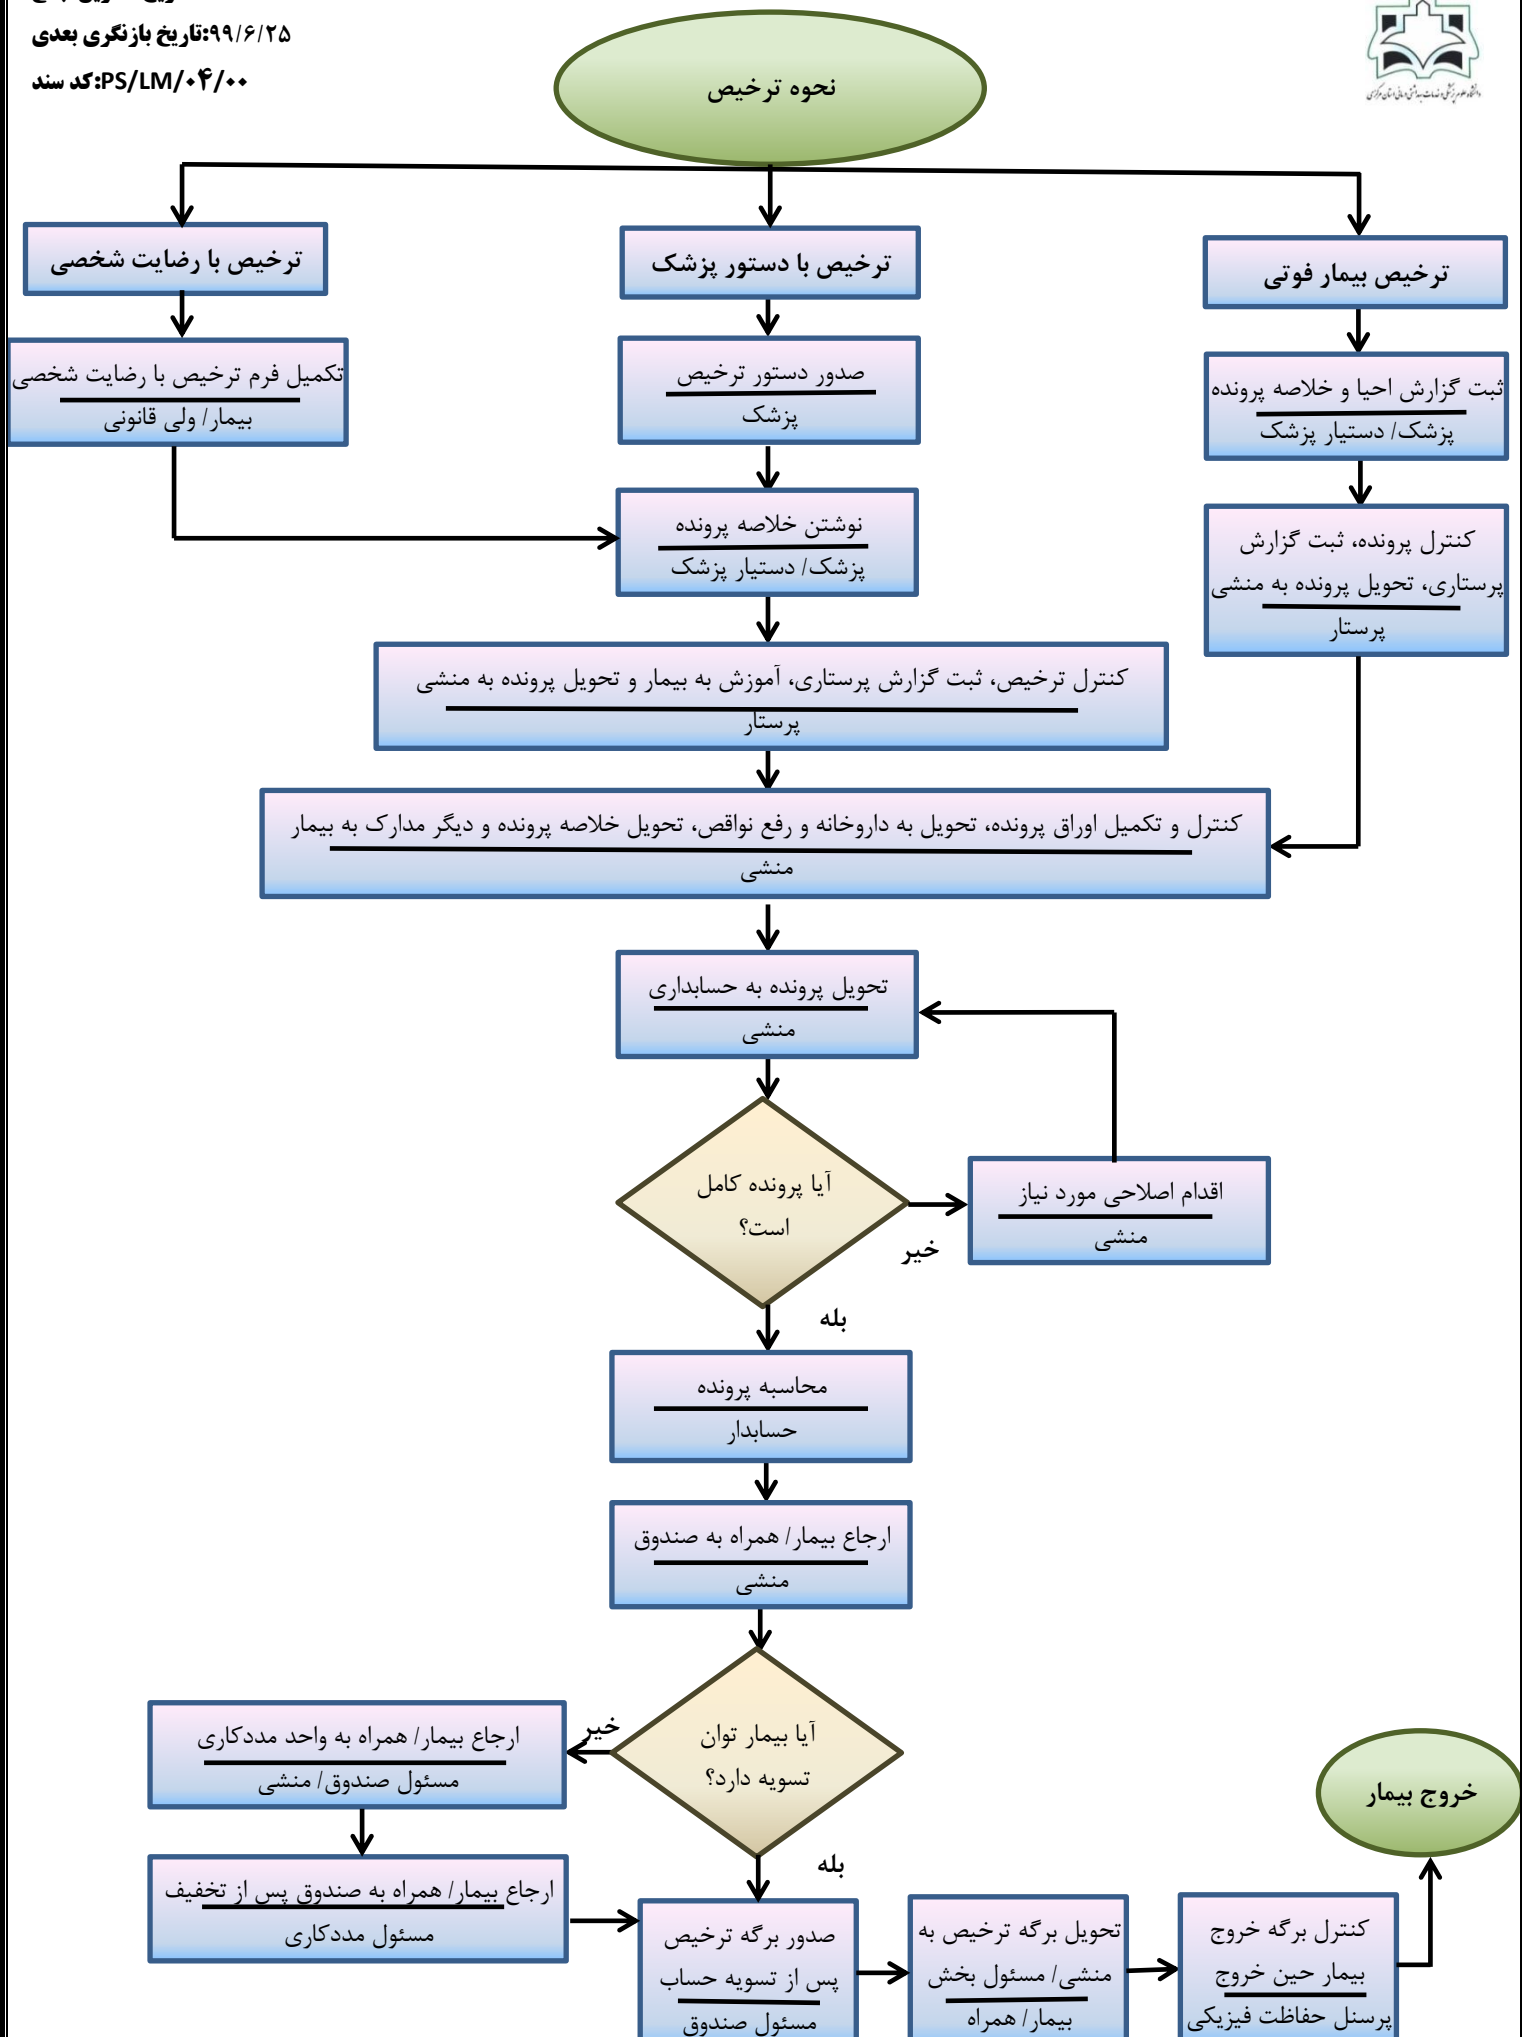 تاریخ بازنگری بعدی:۹۹/۶/۲۵
کد سند:PS/LM/۰۴/۰۰
نحوه ترخیص
ترخیص با رضایت شخصی
ترخیص با دستور پزشک
ترخیص بیمار فوتی
تکمیل فرم ترخیص با رضایت شخصی
بیمار/ ولی قانونی
صدور دستور ترخیص
پزشک
ثبت گزارش احیا و خلاصه پرونده
پزشک/ دستیار پزشک
نوشتن خلاصه پرونده
پزشک/ دستیار پزشک
کنترل پرونده، ثبت گزارش
پرستاری، تحویل پرونده به منشی
پرستار
کنترل ترخیص، ثبت گزارش پرستاری، آموزش به بیمار و تحویل پرونده به منشی
پرستار
کنترل و تکمیل اوراق پرونده، تحویل به داروخانه و رفع نواقص، تحویل خلاصه پرونده و دیگر مدارک به بیمار
منشی
تحویل پرونده به حسابداری
منشی
آیا پرونده کامل
است؟
خیر
اقدام اصلاحی مورد نیاز
منشی
بله
محاسبه پرونده
حسابدار
ارجاع بیمار/ همراه به صندوق
منشی
آیا بیمار توان
تسویه دارد؟
خیر
ارجاع بیمار/ همراه به واحد مددکاری
مسئول صندوق/ منشی
ارجاع بیمار/ همراه به صندوق پس از تخفیف
مسئول مددکاری
بله
صدور برگه ترخیص
پس از تسویه حساب
مسئول صندوق
تحویل برگه ترخیص به
منشی/ مسئول بخش
بیمار/ همراه
کنترل برگه خروج
بیمار حین خروج
پرسنل حفاظت فیزیکی
خروج بیمار